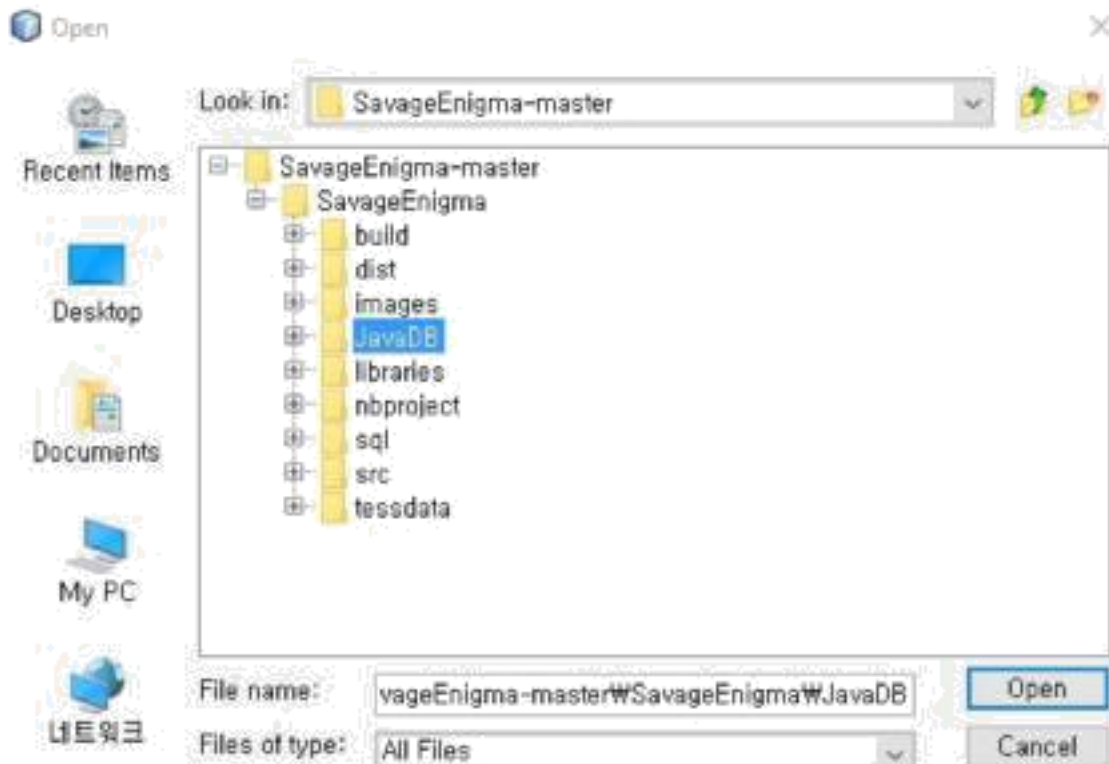 Open
Look in:
SavageEnigma-master
Recent Items
Desktop
Documents
My PC
네트워크
SavageEnigma-master
SavageEnigma
build
dist
images
JavaDB
libraries
nbproject
sql
src
tessdata
File name:
vageEnigma-master₩SavageEnigma₩JavaDB
Open
Files of type:
All Files
Cancel